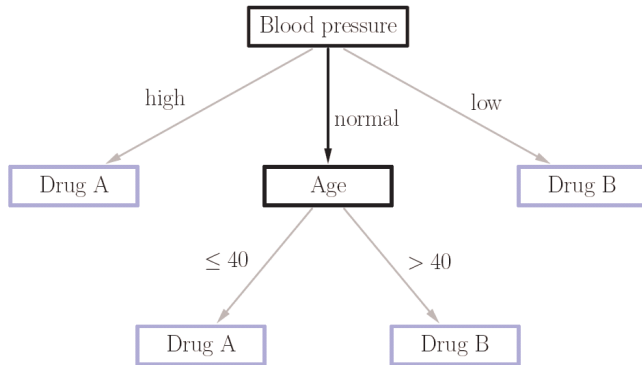 Blood pressure
high
normal
low
Drug A
Age
Drug B
≤ 40
> 40
Drug A
Drug B